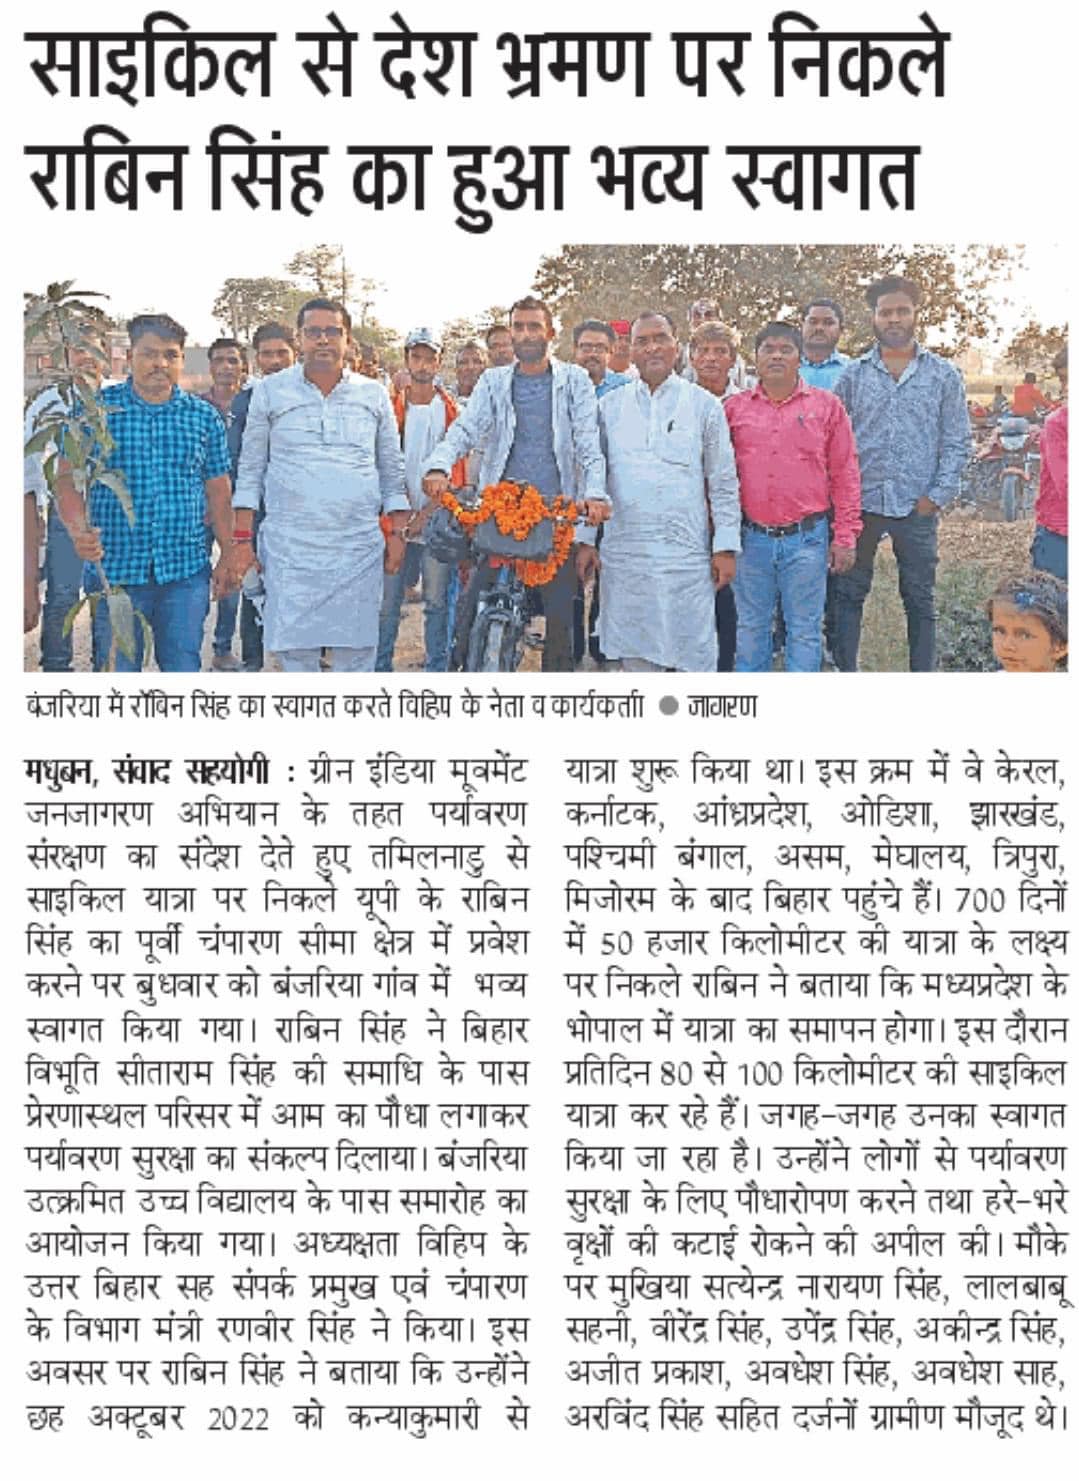 साइकिल से देश भ्रमण पर निकले
राबिन सिंह का हुआ भव्य स्वागत
बंजरिया में रॉबिन सिंह का स्वागत करते विहिप के नेता व कार्यकर्ता ● जागरण
मधुबन, संवाद सहयोगी : ग्रीन इंडिया मूवमेंट
जनजागरण अभियान के तहत पर्यावरण
संरक्षण का संदेश देते हुए तमिलनाडु से
साइकिल यात्रा पर निकले यूपी के राबिन
सिंह का पूर्वी चंपारण सीमा क्षेत्र में प्रवेश
करने पर बुधवार को बंजरिया गांव में भव्य
स्वागत किया गया। राबिन सिंह ने बिहार
विभूति सीताराम सिंह की समाधि के पास
प्रेरणास्थल परिसर में आम का पौधा लगाकर
पर्यावरण सुरक्षा का संकल्प दिलाया। बंजरिया
उत्क्रमित उच्च विद्यालय के पास समारोह का
आयोजन किया गया। अध्यक्षता विहिप के
उत्तर बिहार सह संपर्क प्रमुख एवं चंपारण
के विभाग मंत्री रणवीर सिंह ने किया। इस
अवसर पर राबिन सिंह ने बताया कि उन्होंने
छह अक्टूबर 2022 को कन्याकुमारी से
यात्रा शुरू किया था। इस क्रम में वे केरल,
कर्नाटक, आंध्रप्रदेश, ओडिशा, झारखंड,
पश्चिमी बंगाल, असम, मेघालय, त्रिपुरा,
मिजोरम के बाद बिहार पहुंचे हैं। 700 दिनों
में 50 हजार किलोमीटर की यात्रा के लक्ष्य
पर निकले राबिन ने बताया कि मध्यप्रदेश के
भोपाल में यात्रा का समापन होगा। इस दौरान
प्रतिदिन 80 से 100 किलोमीटर की साइकिल
यात्रा कर रहे हैं। जगह-जगह उनका स्वागत
किया जा रहा है। उन्होंने लोगों से पर्यावरण
सुरक्षा के लिए पौधारोपण करने तथा हरे-भरे
वृक्षों की कटाई रोकने की अपील की। मौके
पर मुखिया सत्येन्द्र नारायण सिंह, लालबाबू
सहनी, वीरेंद्र सिंह, उपेंद्र सिंह, अकीन्द्र सिंह,
अजीत प्रकाश, अवधेश सिंह, अवधेश साह,
अरविंद सिंह सहित दर्जनों ग्रामीण मौजूद थे।